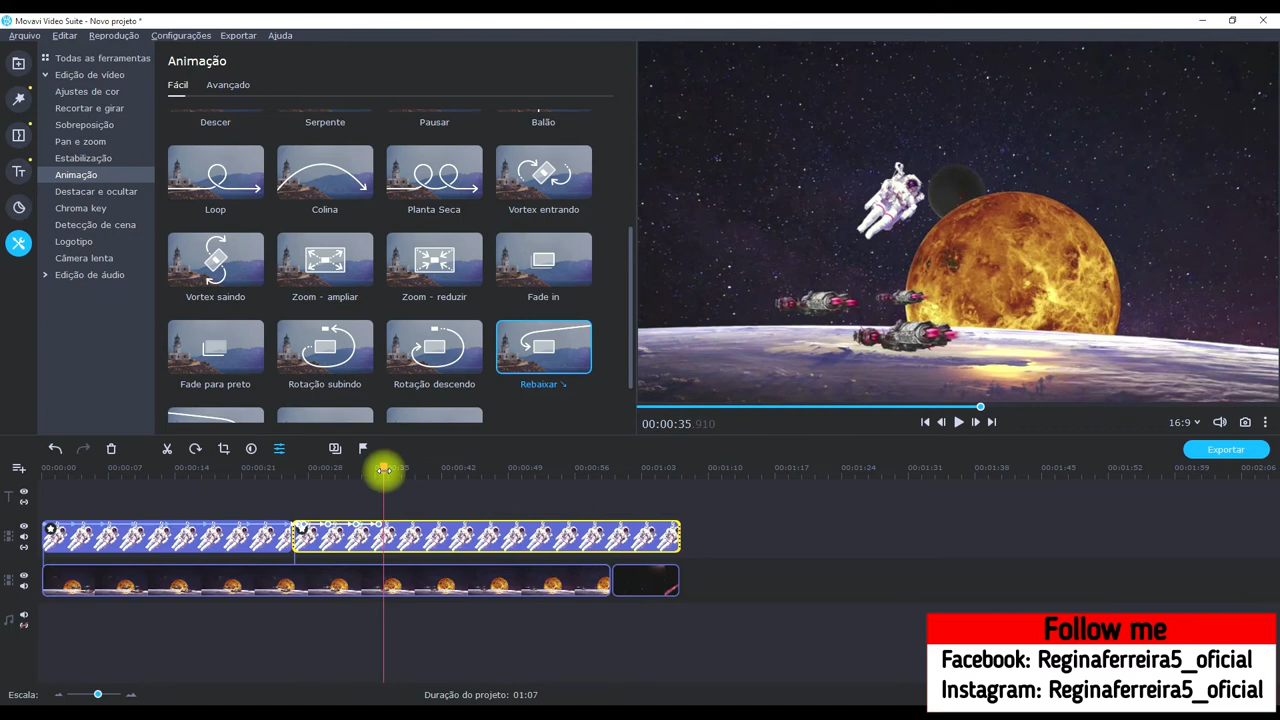 Movavi Video Suite - Novo projeto *
Arquivo Editar Reprodução Configurações Exportar Ajuda
Todas as ferramentas
Edição de vídeo
Ajustes de cor
Recortar e girar
Sobreposição
Pan e zoom
Estabilização
Animação
Destacar e ocultar
Chroma key
Detecção de cena
Logotipo
Câmera lenta
Edição de áudio
Animação
Fácil Avançado
Descer Serpente Pausar Balão
Loop Colina Planta Seca Vortex entrando
Vortex saindo Zoom - ampliar Zoom - reduzir Fade in
Fade para preto Rotação subindo Rotação descendo Rebaixar
00:00:35.910
16:9
Exportar
00:00:00 00:00:07 00:00:14 00:00:21 00:00:28 00:00:35 00:00:42 00:00:49 00:00:56 00:01:03 00:01:10 00:01:17 00:01:24 00:01:31 00:01:38 00:01:45 00:01:52 00:01:59 00:02:06
Follow me
Facebook: Reginaferreira5_oficial
Instagram: Reginaferreira5_oficial
Escala:
Duração do projeto: 01:07